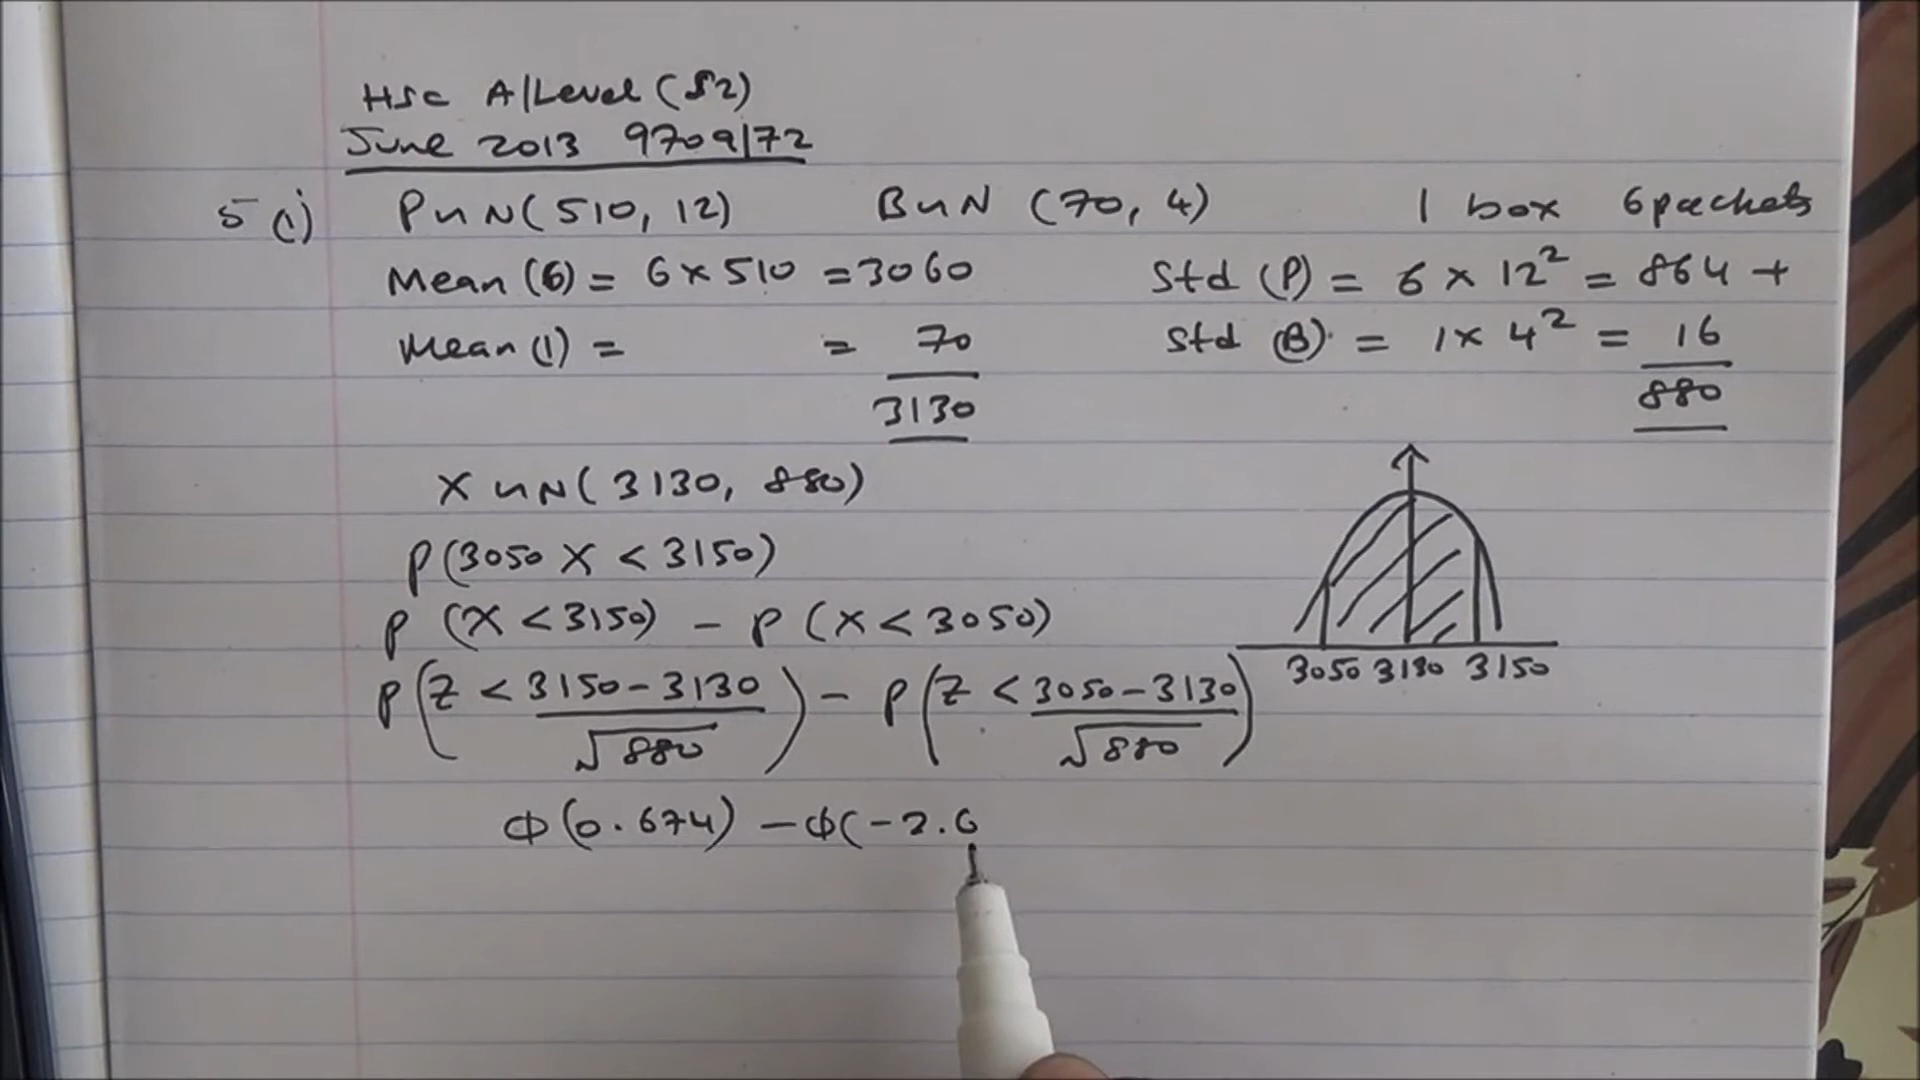 HSC A/Level (S2)
June 2013 9709/72
5 (i) P ~ N(510, 12) B ~ N (70, 4) 1 box 6 packets
Mean (6) = 6 x 510 = 3060 Std (P) = 6 x 12² = 864 +
Mean (1) = = 70 Std (B) = 1 x 4² = 16
3130 880
X ~ N( 3130, 880)
P(3050 X < 3150)
P (X < 3150) - P (X < 3050)
P(Z < 3150 - 3130 / √880) - P(Z < 3050 - 3130 / √880) 3050 3130 3150
Φ(0.674) - Φ(-2.6